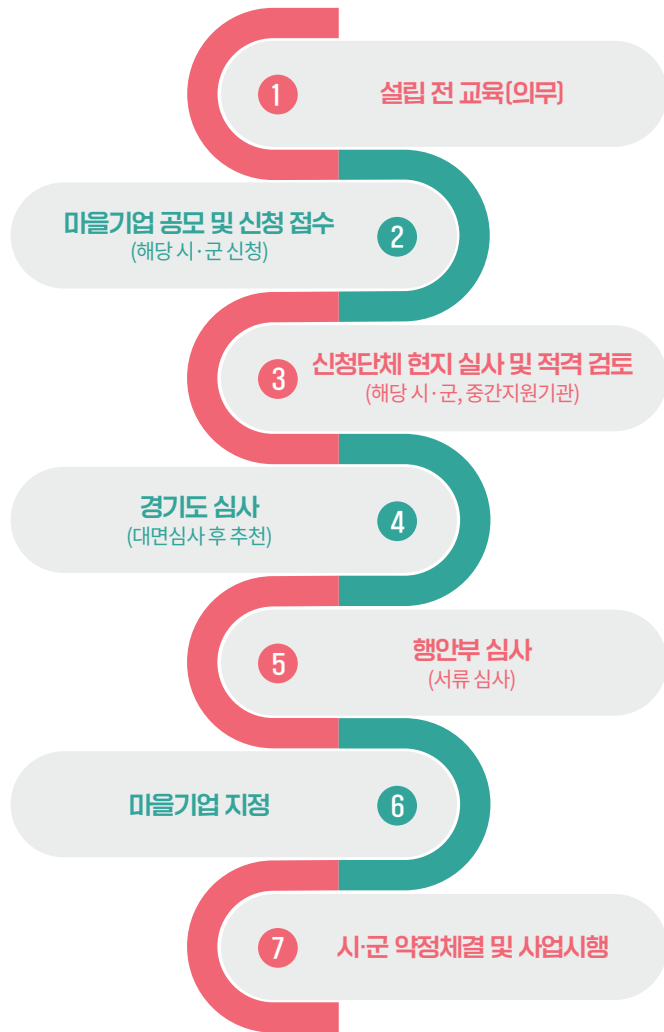 1
설립 전 교육(의무)
마을기업 공모 및 신청 접수
(해당 시·군 신청)
2
3
신청단체 현지 실사 및 적격 검토
(해당 시·군, 중간지원기관)
경기도 심사
(대면심사 후 추천)
4
5
행안부 심사
(서류 심사)
마을기업 지정
6
7
시·군 약정체결 및 사업시행